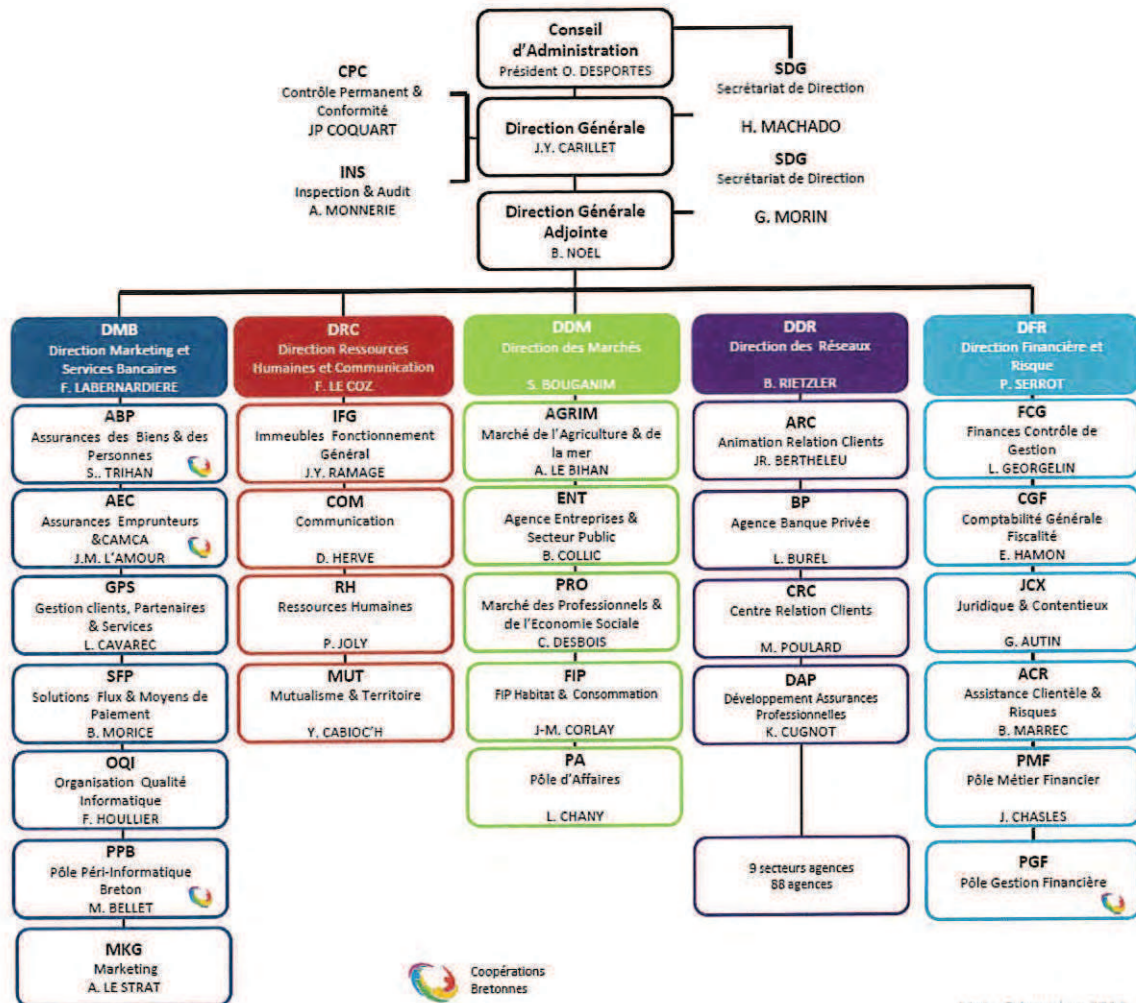 Conseil
d'Administration
Président O. DESPORTES
CPC
Contrôle Permanent &
Conformité
JP COQUART
SDG
Secrétariat de Direction
H. MACHADO
Direction Générale
J.Y. CARILLET
INS
Inspection & Audit
A. MONNERIE
SDG
Secrétariat de Direction
G. MORIN
Direction Générale
Adjointe
B. NOEL
DMB
Direction Marketing et
Services Bancaires
F. LABERNARDIERE
ABP
Assurances des Biens & des
Personnes
S.. TRIHAN
AEC
Assurances Emprunteurs
&CAMCA
J.M. L'AMOUR
GPS
Gestion clients, Partenaires
& Services
L. CAVAREC
SFP
Solutions Flux & Moyens de
Paiement
B. MORICE
OQI
Organisation Qualité
Informatique
F. HOULLIER
PPB
Pôle Péri-Informatique
Breton
M. BELLET
MKG
Marketing
A. LE STRAT
DRC
Direction Ressources
Humaines et Communication
F. LE COZ
IFG
Immeubles Fonctionnement
Général
J.Y. RAMAGE
COM
Communication
D. HERVE
RH
Ressources Humaines
P. JOLY
MUT
Mutualisme & Territoire
Y. CABIOC'H
DDM
Direction des Marchés
S. BOUGANIM
AGRIM
Marché de l'Agriculture & de
la mer
A. LE BIHAN
ENT
Agence Entreprises &
Secteur Public
B. COLLIC
PRO
Marché des Professionnels &
de l'Economie Sociale
C. DESBOIS
FIP
FIP Habitat & Consommation
J-M. CORLAY
PA
Pôle d'Affaires
L. CHANY
DDR
Direction des Réseaux
B. RIETZLER
ARC
Animation Relation Clients
JR. BERTHELEU
BP
Agence Banque Privée
L. BUREL
CRC
Centre Relation Clients
M. POULARD
DAP
Développement Assurances
Professionnelles
K. CUGNOT
9 secteurs agences
88 agences
DFR
Direction Financière et
Risque
P. SERROT
FCG
Finances Contrôle de
Gestion
L. GEORGELIN
CGF
Comptabilité Générale
Fiscalité
E. HAMON
JCX
Juridique & Contentieux
G. AUTIN
ACR
Assistance Clientèle &
Risques
B. MARREC
PMF
Pôle Métier Financier
J. CHASLES
PGF
Pôle Gestion Financière
Coopérations
Bretonnes